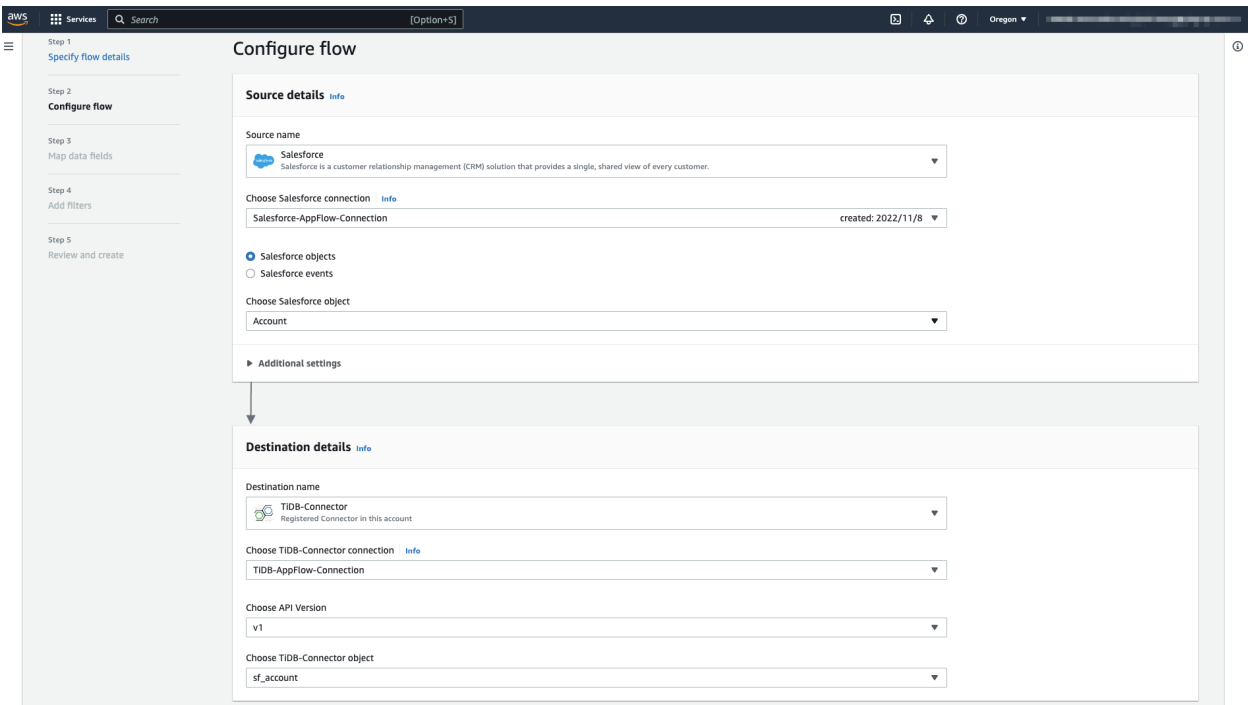 aws
Services
Search [Option+S]
Oregon ▼
Step 1
Specify flow details
Step 2
Configure flow
Step 3
Map data fields
Step 4
Add filters
Step 5
Review and create
Configure flow
Source details Info
Source name
Salesforce
Salesforce is a customer relationship management (CRM) solution that provides a single, shared view of every customer.
Choose Salesforce connection Info
Salesforce-AppFlow-Connection created: 2022/11/8
Salesforce objects
Salesforce events
Choose Salesforce object
Account
Additional settings
Destination details Info
Destination name
TiDB-Connector
Registered Connector in this account
Choose TiDB-Connector connection Info
TiDB-AppFlow-Connection
Choose API Version
v1
Choose TiDB-Connector object
sf_account